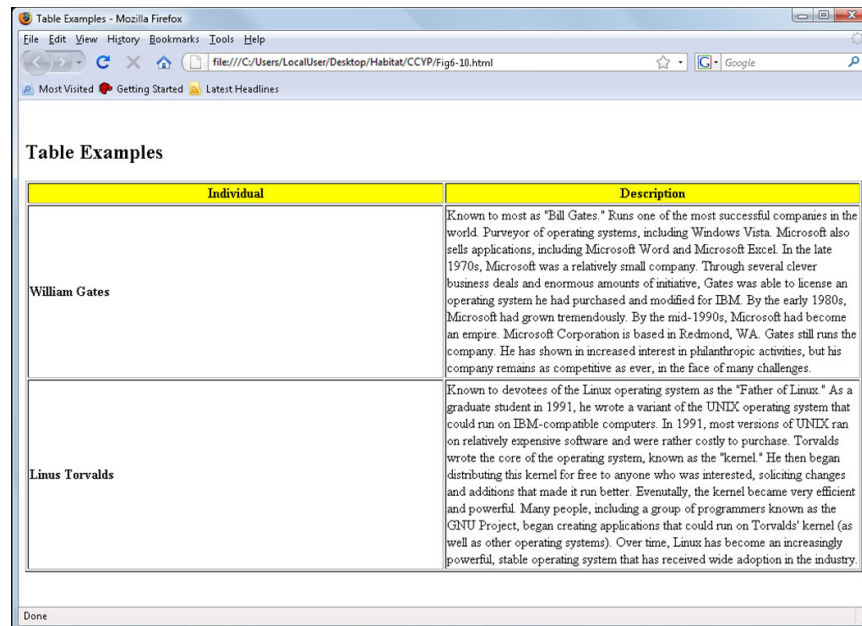 Table Examples - Mozilla Firefox
File Edit View History Bookmarks Tools Help
file:///C:/Users/LocalUser/Desktop/Habitat/CCYP/Fig6-10.html
G Google
Most Visited Getting Started Latest Headlines
Table Examples
Individual
Description
William Gates
Known to most as "Bill Gates." Runs one of the most successful companies in the
world. Purveyor of operating systems, including Windows Vista. Microsoft also
sells applications, including Microsoft Word and Microsoft Excel. In the late
1970s, Microsoft was a relatively small company. Through several clever
business deals and enormous amounts of initiative, Gates was able to license an
operating system he had purchased and modified for IBM. By the early 1980s,
Microsoft had grown tremendously. By the mid-1990s, Microsoft had become
an empire. Microsoft Corporation is based in Redmond, WA. Gates still runs the
company. He has shown in increased interest in philanthropic activities, but his
company remains as competitive as ever, in the face of many challenges.
Linus Torvalds
Known to devotees of the Linux operating system as the "Father of Linux." As a
graduate student in 1991, he wrote a variant of the UNIX operating system that
could run on IBM-compatible computers. In 1991, most versions of UNIX ran
on relatively expensive software and were rather costly to purchase. Torvalds
wrote the core of the operating system, known as the "kernel." He then began
distributing this kernel for free to anyone who was interested, soliciting changes
and additions that made it run better. Evenutally, the kernel became very efficient
and powerful. Many people, including a group of programmers known as the
GNU Project, began creating applications that could run on Torvalds' kernel (as
well as other operating systems). Over time, Linux has become an increasingly
powerful, stable operating system that has received wide adoption in the industry.
Done